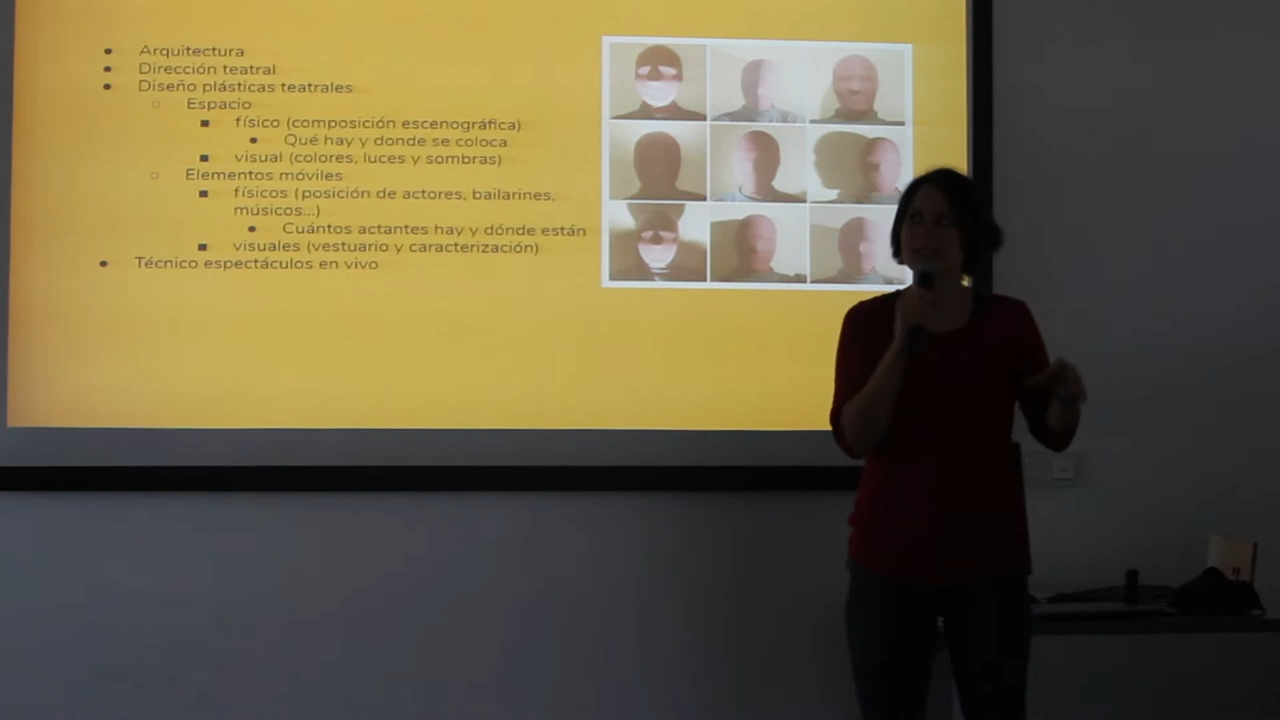 Arquitectura
Dirección teatral
Diseño plásticas teatrales
Espacio
físico (composición escenográfica)
Qué hay y donde se coloca
visual (colores, luces y sombras)
Elementos móviles
físicos (posición de actores, bailarines,
músicos...)
Cuántos actantes hay y dónde están
visuales (vestuario y caracterización)
Técnico espectáculos en vivo